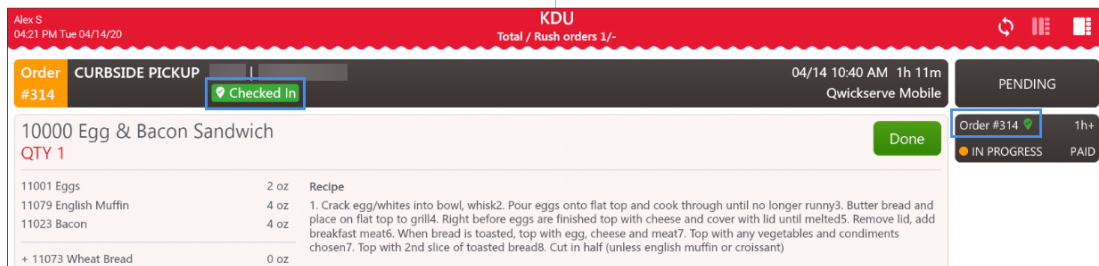 Alex S
04:21 PM Tue 04/14/20
KDU
Total / Rush orders 1/-
Order
#314
CURBSIDE PICKUP
|
Checked In
04/14 10:40 AM 1h 11m
Qwickserve Mobile
PENDING
Order #314
1h+
IN PROGRESS
PAID
10000 Egg & Bacon Sandwich
QTY 1
Done
11001 Eggs 2 oz
11079 English Muffin 4 oz
11023 Bacon 4 oz
+ 11073 Wheat Bread 0 oz
Recipe
1. Crack egg/whites into bowl, whisk2. Pour eggs onto flat top and cook through until no longer runny3. Butter bread and
place on flat top to grill4. Right before eggs are finished top with cheese and cover with lid until melted5. Remove lid, add
breakfast meat6. When bread is toasted, top with egg, cheese and meat7. Top with any vegetables and condiments
chosen7. Top with 2nd slice of toasted bread8. Cut in half (unless english muffin or croissant)